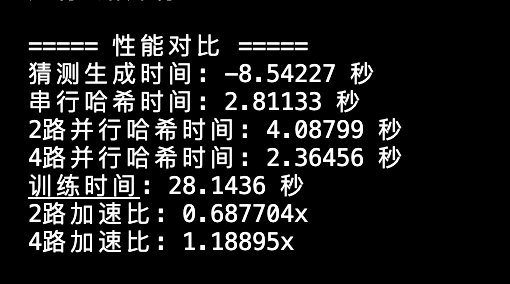 ===== 性能对比 =====
猜测生成时间: -8.54227 秒
串行哈希时间: 2.81133 秒
2路并行哈希时间: 4.08799 秒
4路并行哈希时间: 2.36456 秒
训练时间: 28.1436 秒
2路加速比: 0.687704x
4路加速比: 1.18895x